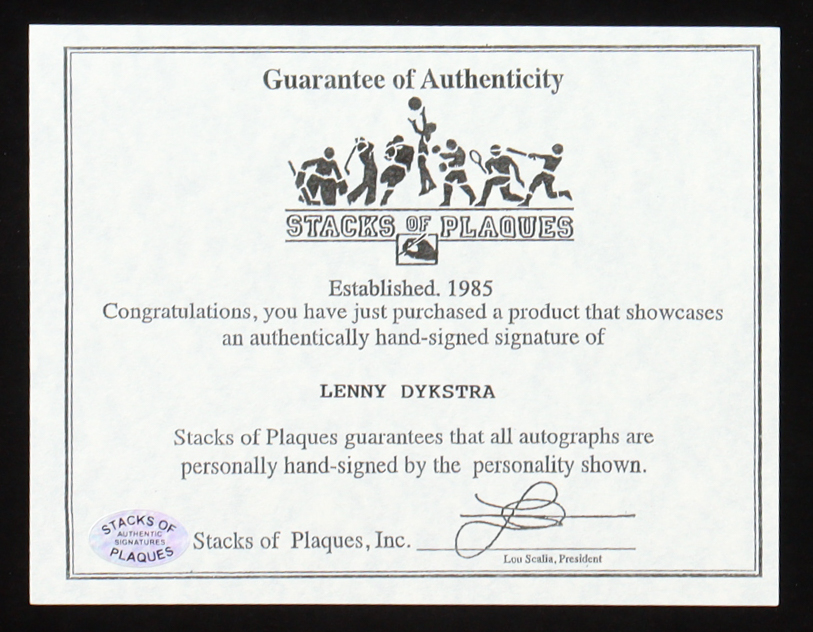 Guarantee of Authenticity
STACKS OF PLAQUES
Established. 1985
Congratulations, you have just purchased a product that showcases
an authentically hand-signed signature of
LENNY DYKSTRA
Stacks of Plaques guarantees that all autographs are
personally hand-signed by the personality shown.
STACKS OF
AUTHENTIC
SIGNATURES
PLAQUES
Stacks of Plaques, Inc.
Lou Scalia, President